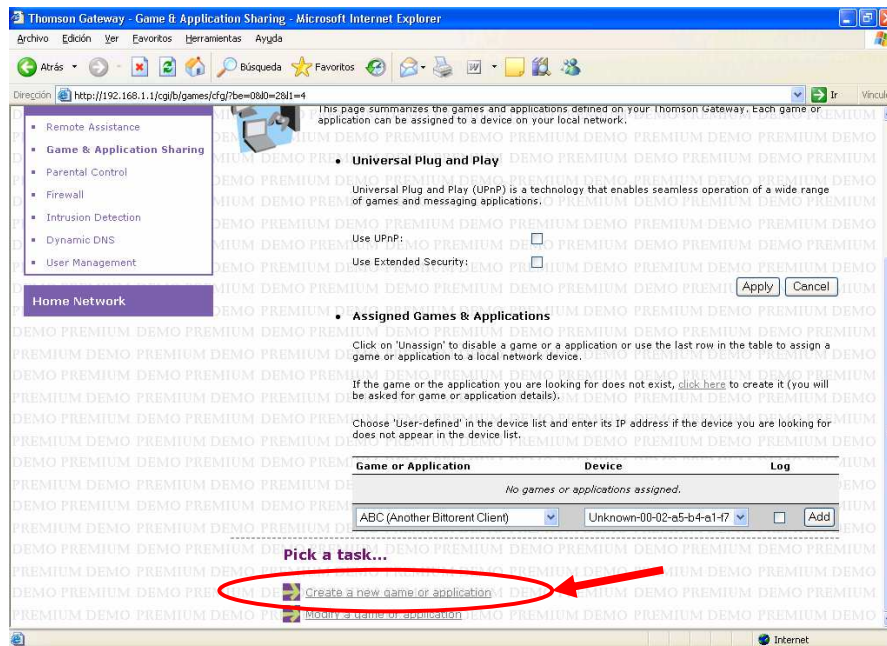 Thomson Gateway - Game & Application Sharing - Microsoft Internet Explorer
Archivo Edición Ver Favoritos Herramientas Ayuda
Atrás Búsqueda Favoritos
Dirección http://192.168.1.1/cgi/b/games/cfg/?be=0&l0=2&l1=4 Ir Vínculo
This page summarizes the games and applications defined on your Thomson Gateway. Each game or
application can be assigned to a device on your local network.
Remote Assistance
Game & Application Sharing
Parental Control
Firewall
Intrusion Detection
Dynamic DNS
User Management
Home Network
Universal Plug and Play
Universal Plug and Play (UPnP) is a technology that enables seamless operation of a wide range
of games and messaging applications.
Use UPnP:
Use Extended Security:
Apply Cancel
Assigned Games & Applications
Click on 'Unassign' to disable a game or a application or use the last row in the table to assign a
game or application to a local network device.
If the game or the application you are looking for does not exist, click here to create it (you will
be asked for game or application details).
Choose 'User-defined' in the device list and enter its IP address if the device you are looking for
does not appear in the device list.
Game or Application Device Log
No games or applications assigned.
ABC (Another Bittorent Client) Unknown-00-02-a5-b4-a1-f7 Add
Pick a task...
Create a new game or application
Modify a game or application
Internet